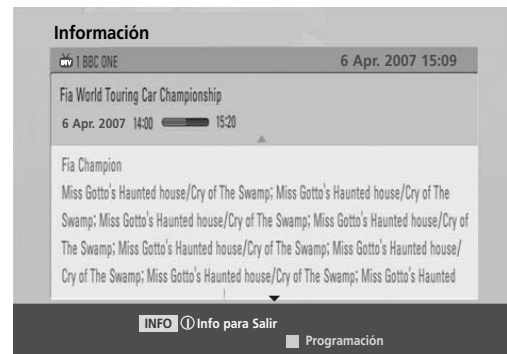 Información
DTV 1 BBC ONE 6 Apr. 2007 15:09
Fia World Touring Car Championship
6 Apr. 2007 14:00 15:20
Fia Champion
Miss Gotto's Haunted house/Cry of The Swamp; Miss Gotto's Haunted house/Cry of The
Swamp; Miss Gotto's Haunted house/Cry of The Swamp; Miss Gotto's Haunted house/Cry of
The Swamp; Miss Gotto's Haunted house/Cry of The Swamp; Miss Gotto's Haunted house/
Cry of The Swamp; Miss Gotto's Haunted house/Cry of The Swamp; Miss Gotto's Haunted
INFO ⓘ Info para Salir
Programación